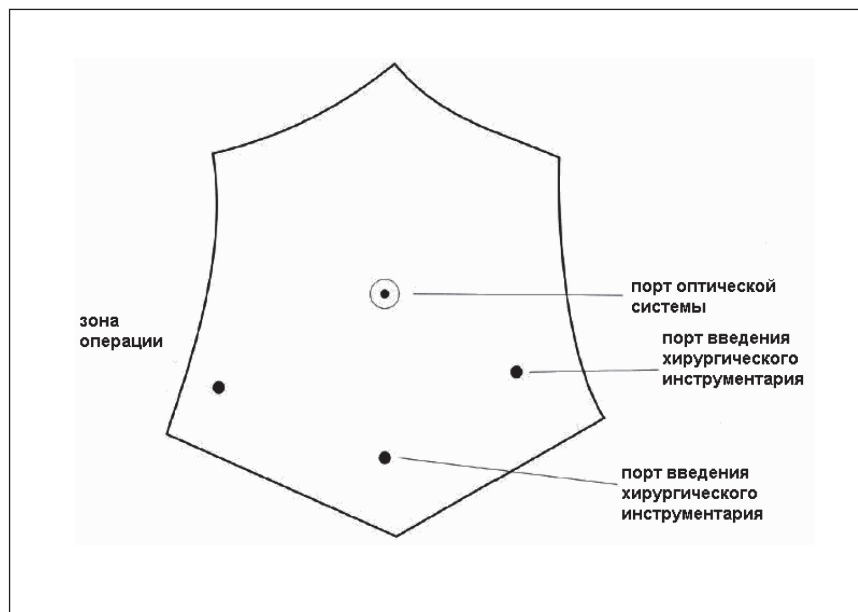 зона
операции
порт оптической
системы
порт введения
хирургического
инструментария
порт введения
хирургического
инструментария